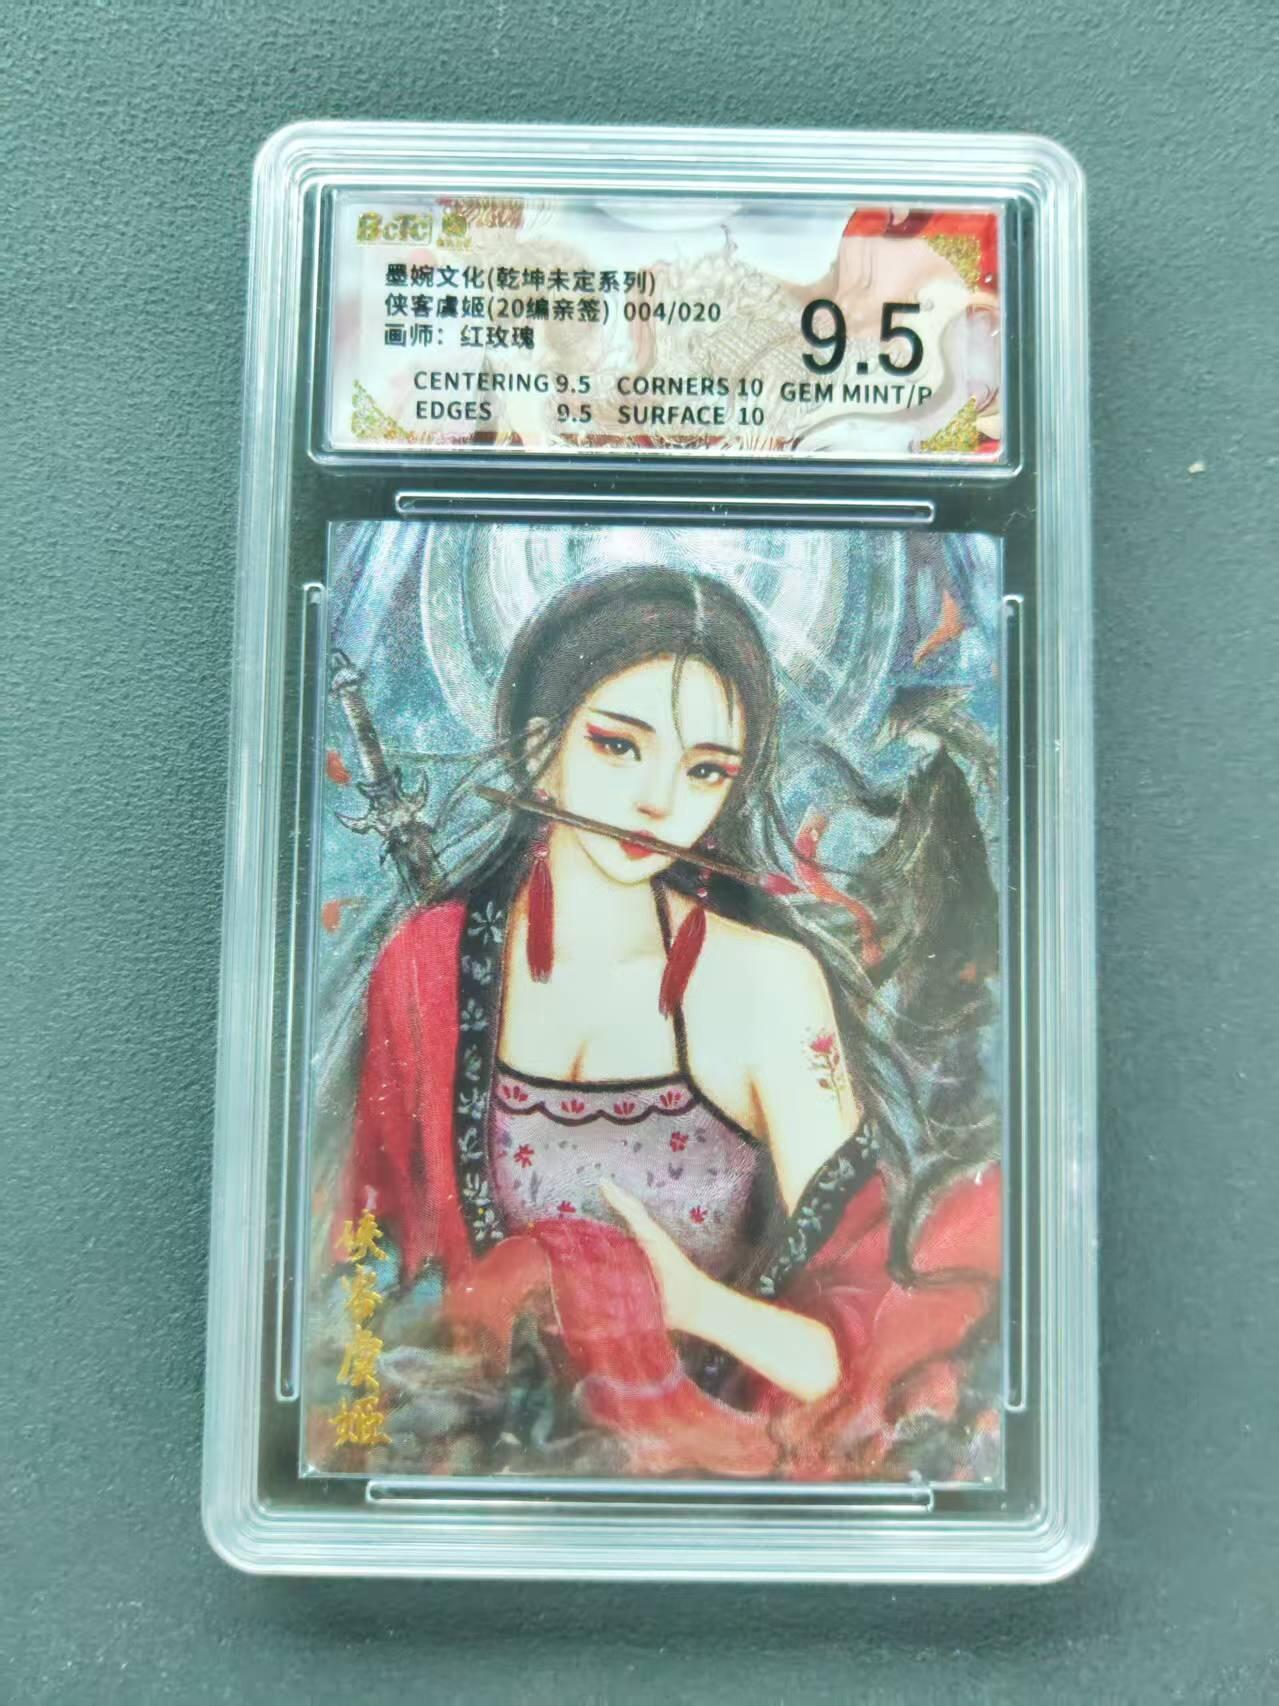 BCTC
墨婉文化(乾坤未定系列)
侠客虞姬(20编亲签) 004/020
画师：红玫瑰
9.5
CENTERING 9.5 CORNERS 10 GEM MINT/P
EDGES 9.5 SURFACE 10
侠客虞姬